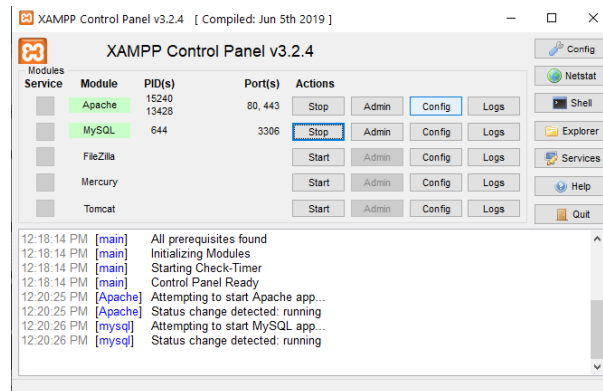 XAMPP Control Panel v3.2.4 [ Compiled: Jun 5th 2019 ]
XAMPP Control Panel v3.2.4
Config
Modules
Service Module PID(s) Port(s) Actions
Netstat
Apache 15240 13428 80, 443 Stop Admin Config Logs
Shell
MySQL 644 3306 Stop Admin Config Logs
Explorer
FileZilla Start Admin Config Logs
Services
Mercury Start Admin Config Logs
Help
Tomcat Start Admin Config Logs
Quit
12:18:14 PM [main] All prerequisites found
12:18:14 PM [main] Initializing Modules
12:18:14 PM [main] Starting Check-Timer
12:18:14 PM [main] Control Panel Ready
12:20:25 PM [Apache] Attempting to start Apache app...
12:20:25 PM [Apache] Status change detected: running
12:20:26 PM [mysql] Attempting to start MySQL app...
12:20:26 PM [mysql] Status change detected: running